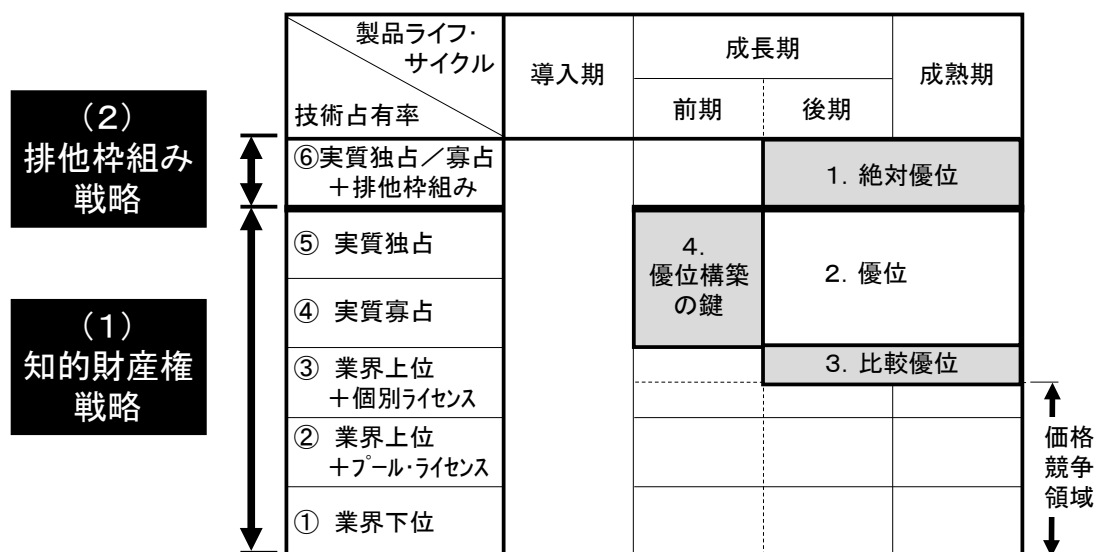 製品ライフ・
サイクル
技術占有率
導入期
成長期
前期
後期
成熟期
(2)
排他枠組み
戦略
⑥実質独占/寡占
+排他枠組み
1. 絶対優位
(1)
知的財産権
戦略
⑤ 実質独占
④ 実質寡占
4.
優位構築
の鍵
2. 優位
③ 業界上位
+個別ライセンス
3. 比較優位
② 業界上位
+プール・ライセンス
① 業界下位
価格
競争
領域